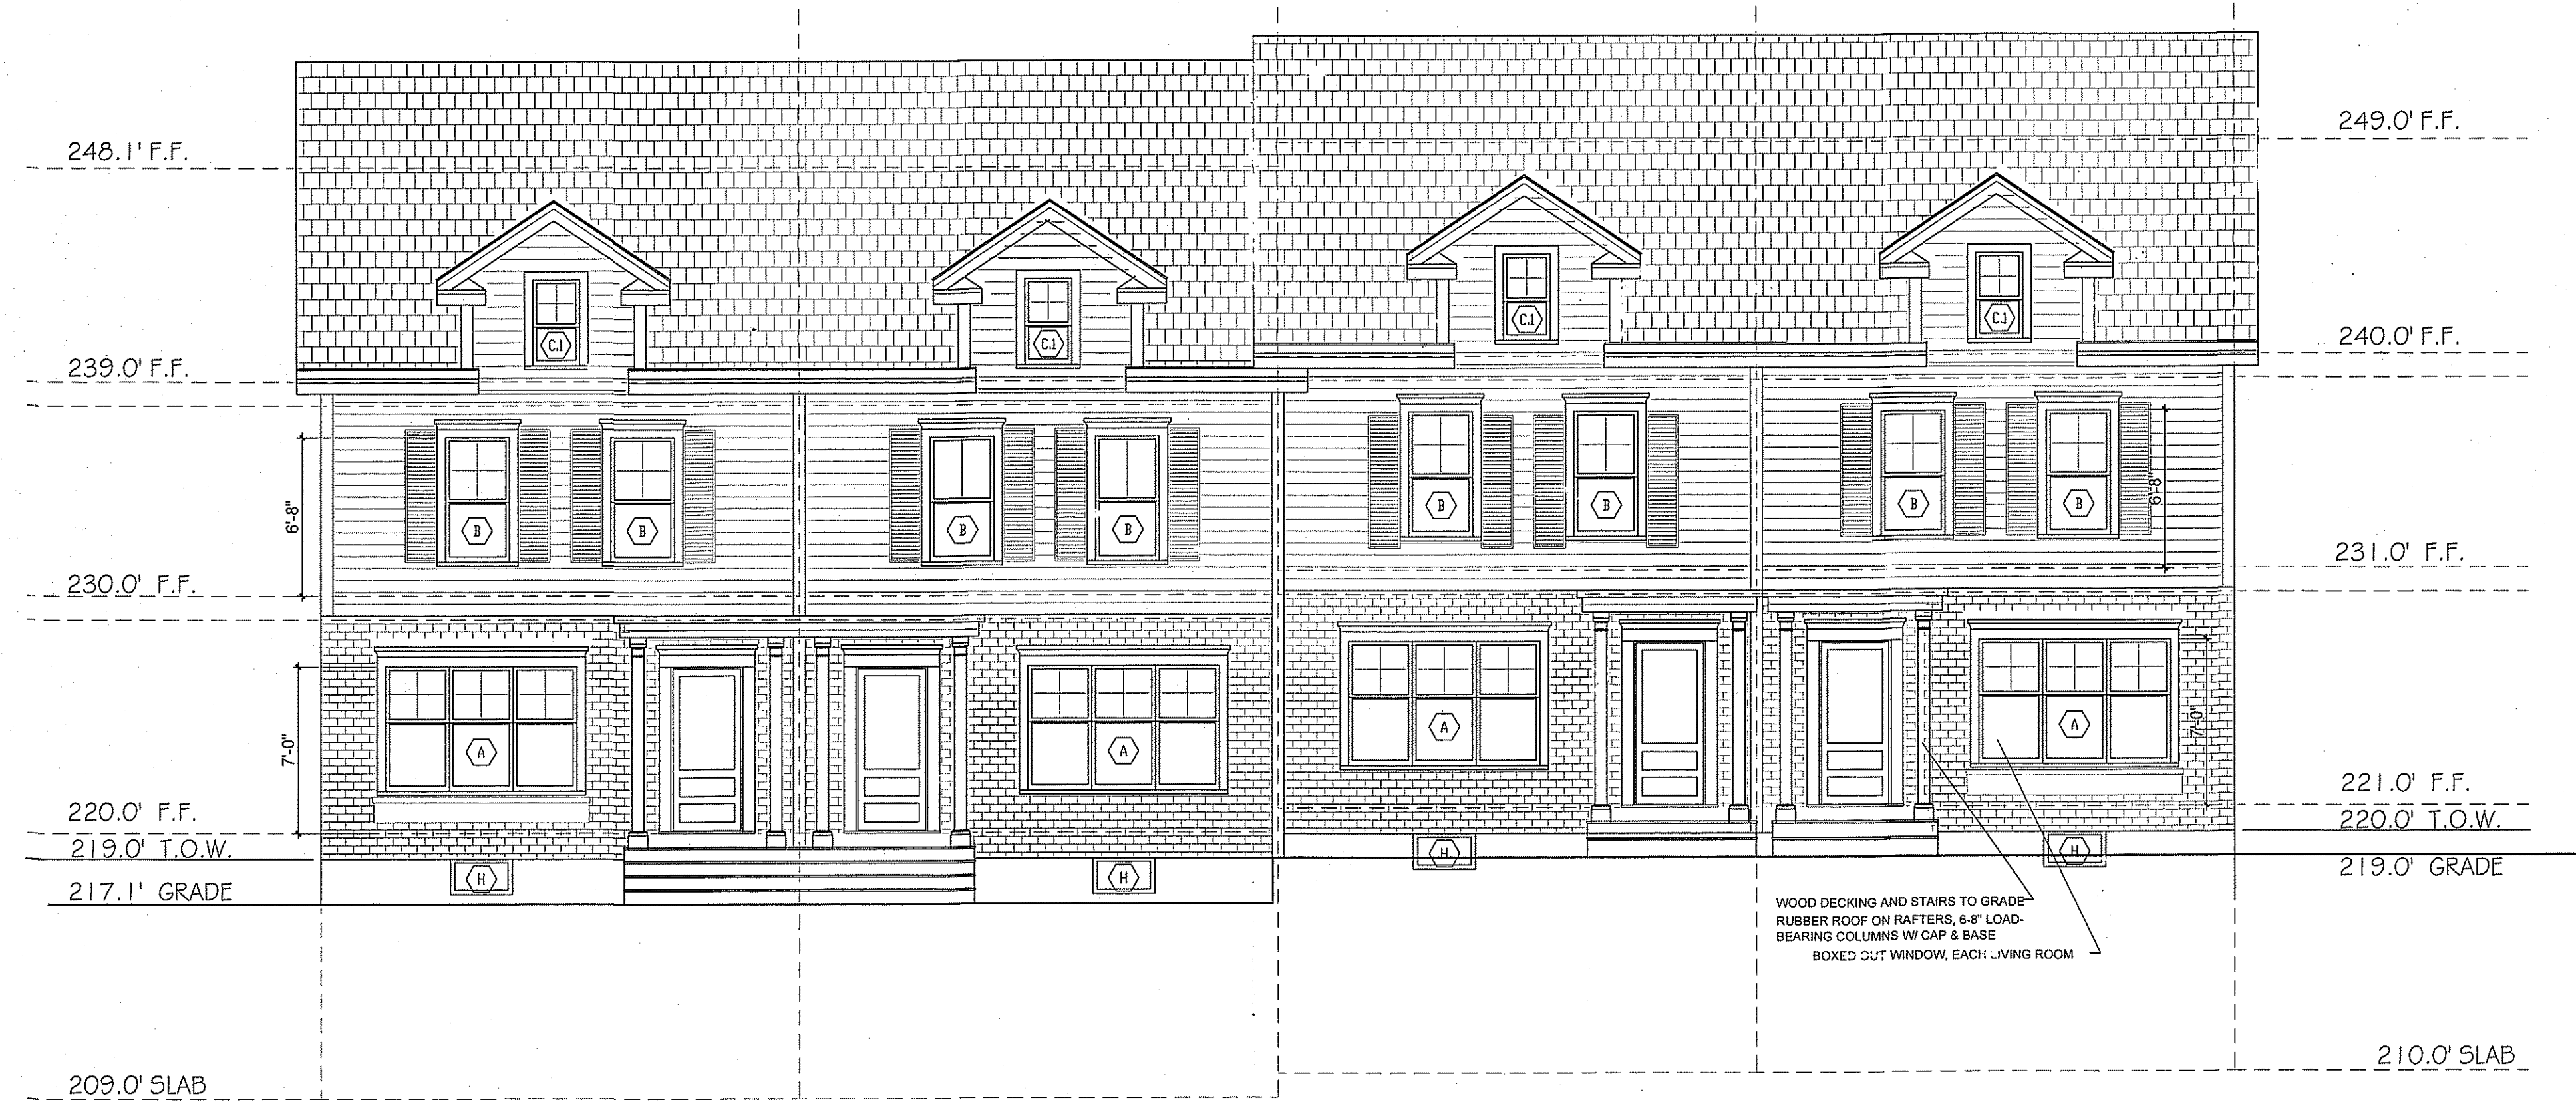 249.0' F.F.
248.1' F.F.
C.1
C.1
C.1
C.1
240.0' F.F.
239.0' F.F.
B
B
B
B
B
B
B
B
6'-8"
6'-8"
231.0' F.F.
230.0' F.F.
A
A
A
A
7'-0"
7'-0"
221.0' F.F.
220.0' F.F.
220.0' T.O.W.
219.0' T.O.W.
H
H
H
H
219.0' GRADE
217.1' GRADE
WOOD DECKING AND STAIRS TO GRADE
RUBBER ROOF ON RAFTERS, 6-8" LOAD-
BEARING COLUMNS W/ CAP & BASE
BOXED OUT WINDOW, EACH LIVING ROOM
210.0' SLAB
209.0' SLAB